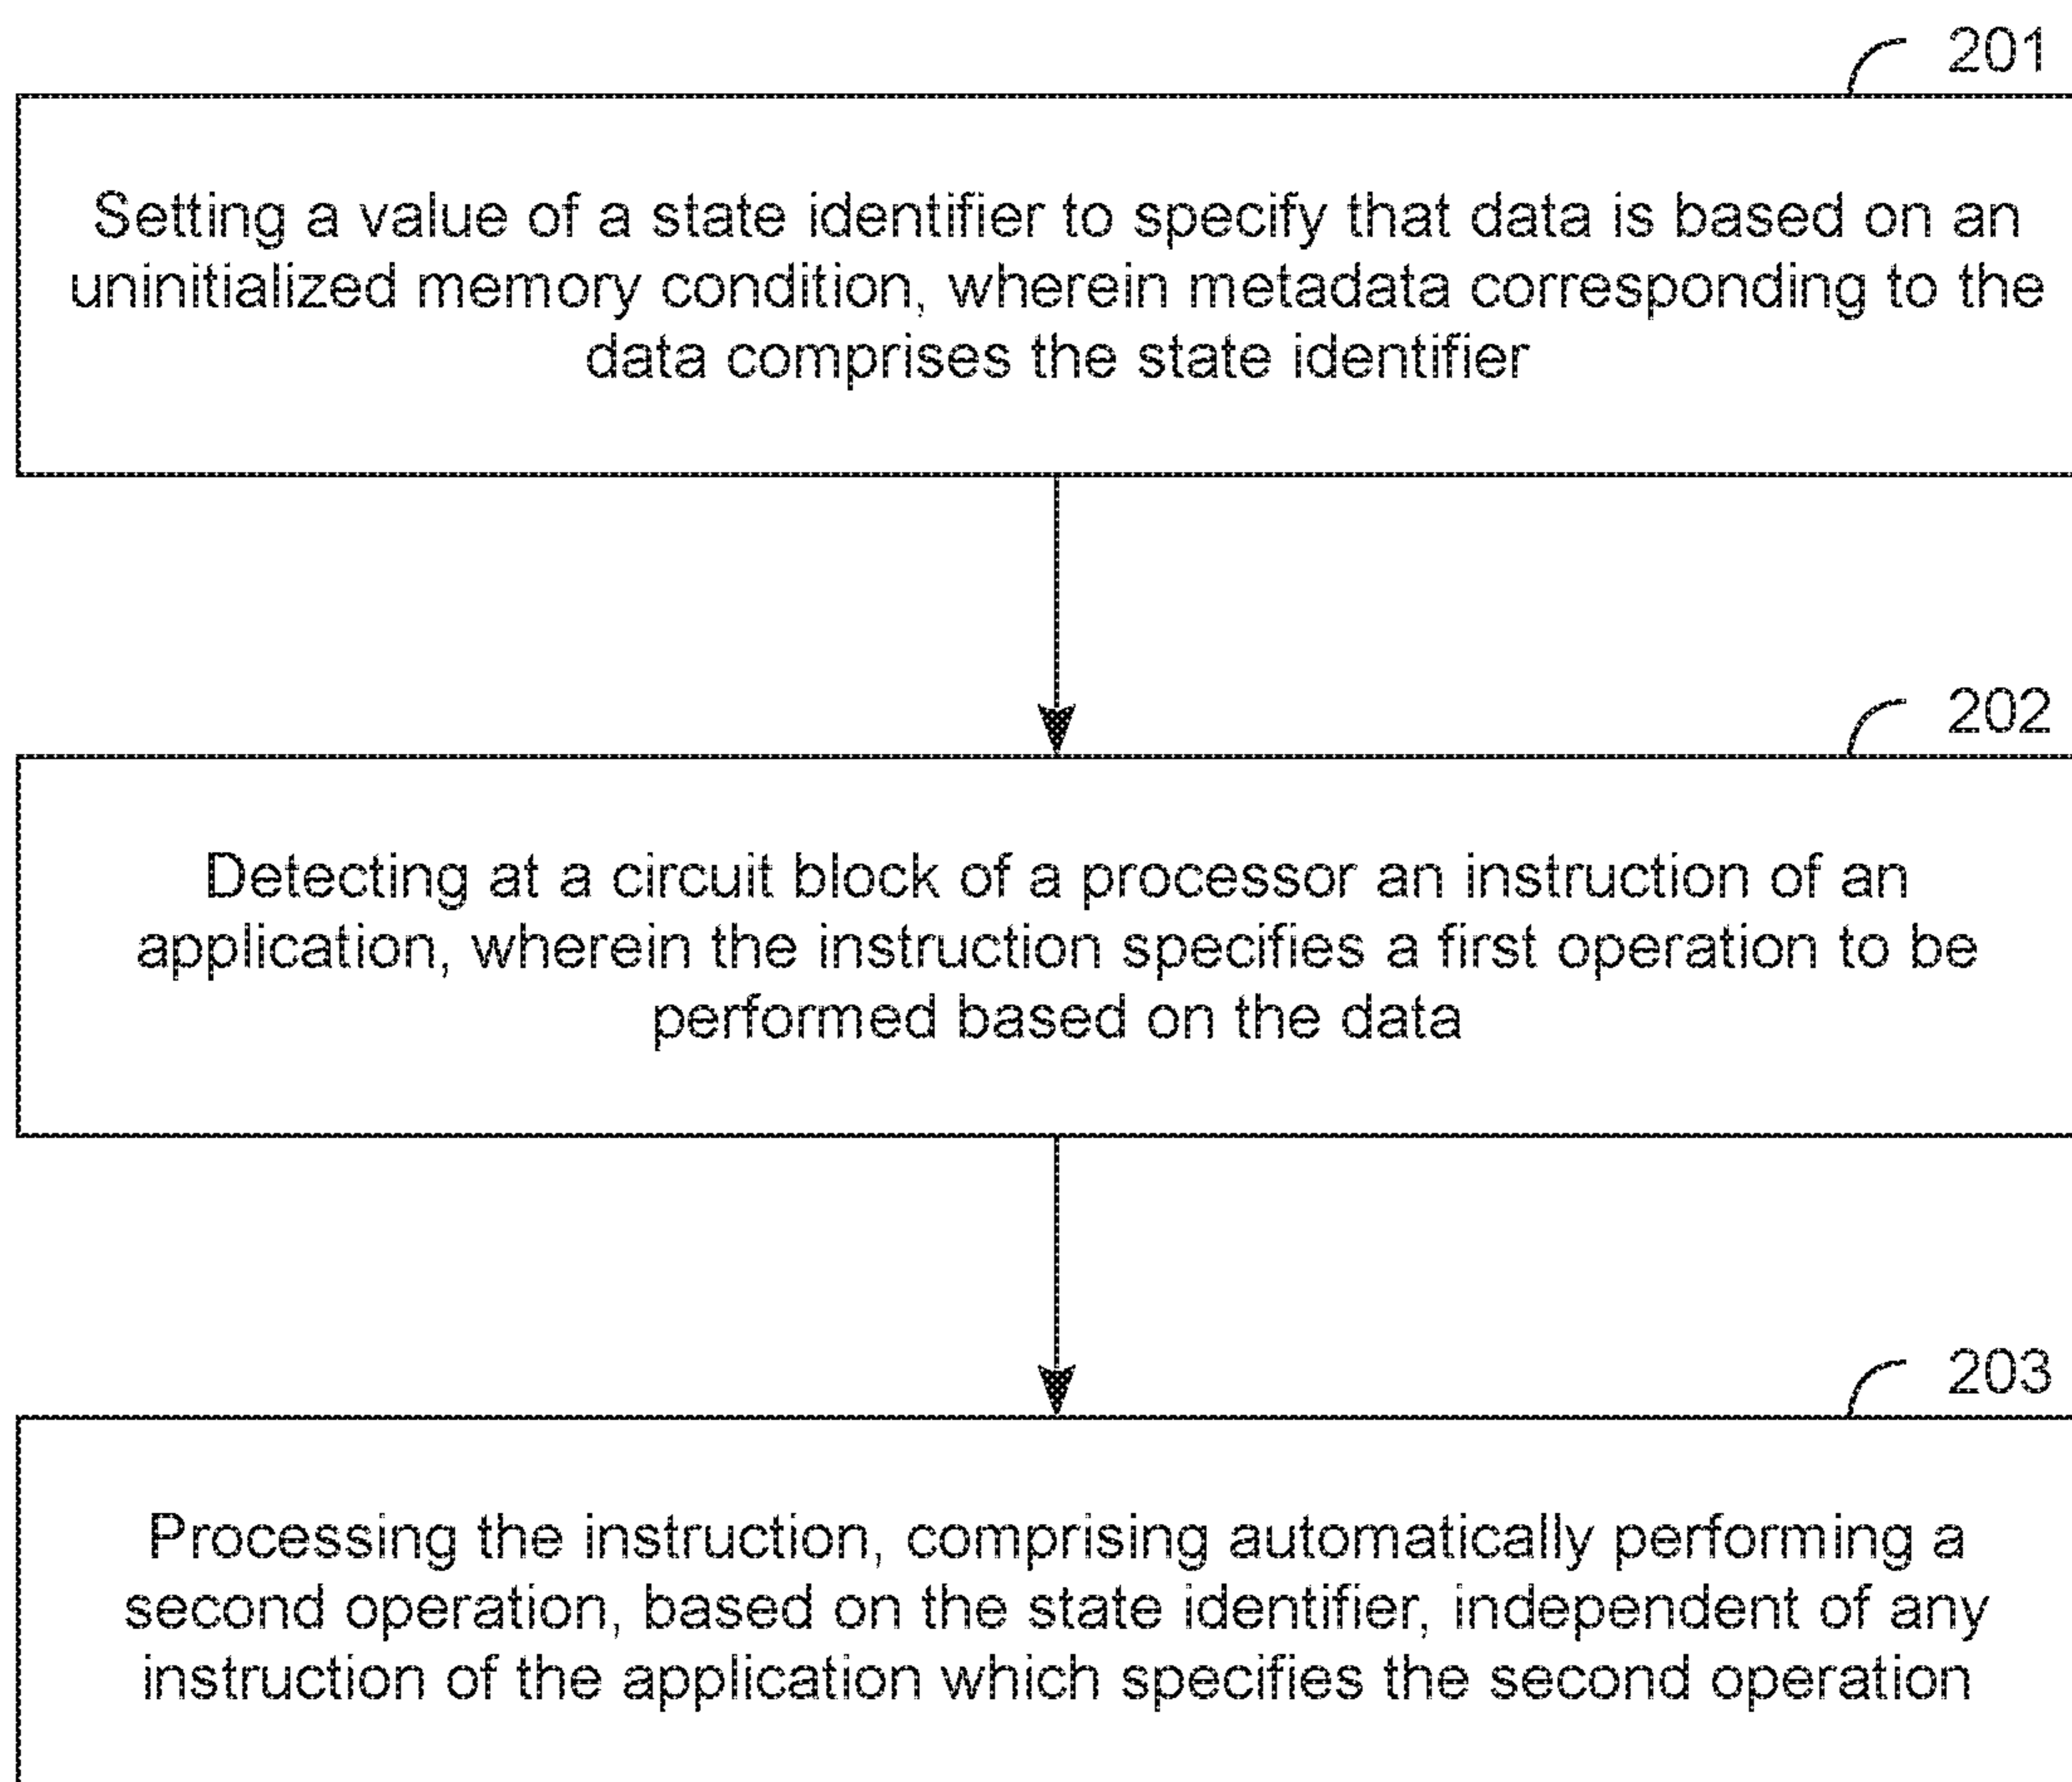 201
Setting a value of a state identifier to specify that data is based on an
uninitialized memory condition, wherein metadata corresponding to the
data comprises the state identifier
202
Detecting at a circuit block of a processor an instruction of an
application, wherein the instruction specifies a first operation to be
performed based on the data
203
Processing the instruction, comprising automatically performing a
second operation, based on the state identifier, independent of any
instruction of the application which specifies the second operation